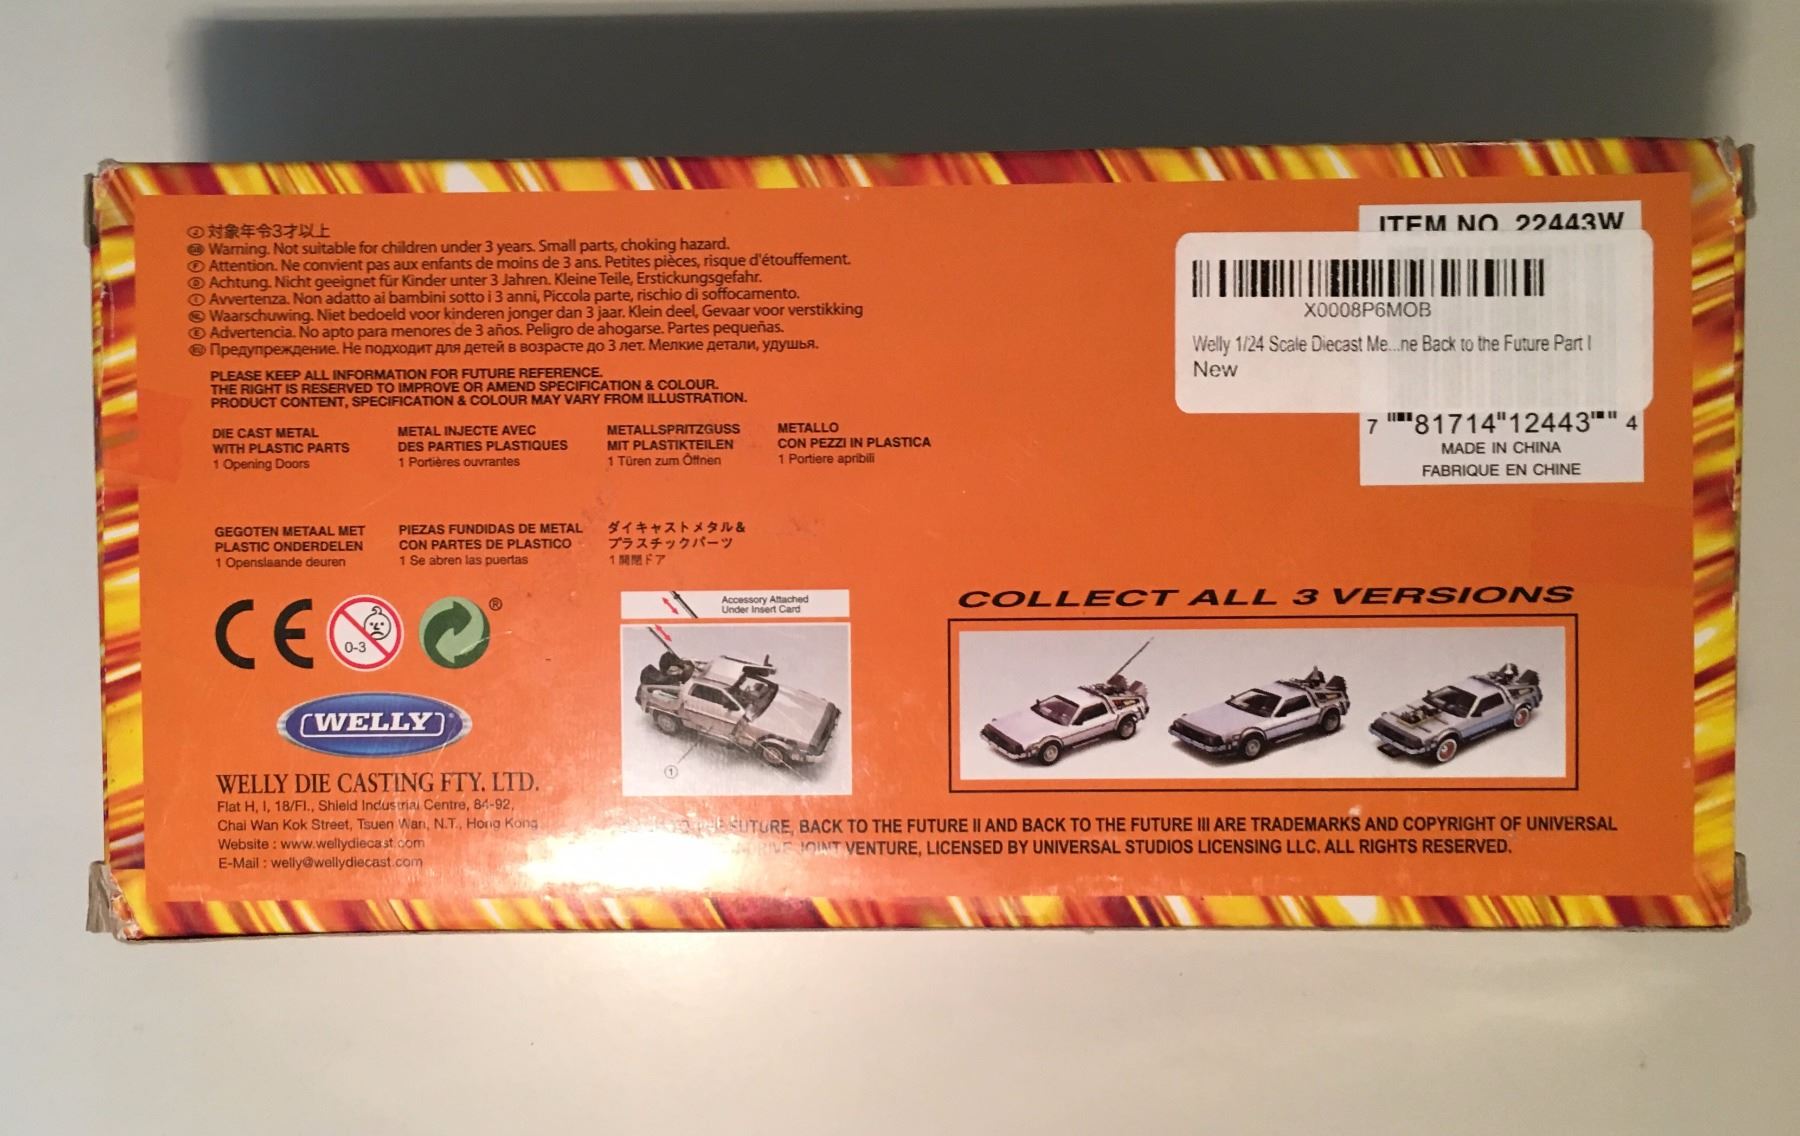 Ⓙ 対象年令3才以上
GB Warning. Not suitable for children under 3 years. Small parts, choking hazard.
Ⓕ Attention. Ne convient pas aux enfants de moins de 3 ans. Petites pièces, risque d'étouffement.
Ⓓ Achtung. Nicht geeignet für Kinder unter 3 Jahren. Kleine Teile, Erstickungsgefahr.
Ⓘ Avvertenza. Non adatto ai bambini sotto i 3 anni, Piccola parte, rischio di soffocamento.
NL Waarschuwing. Niet bedoeld voor kinderen jonger dan 3 jaar. Klein deel, Gevaar voor verstikking
Ⓔ Advertencia. No apto para menores de 3 años. Peligro de ahogarse. Partes pequeñas.
RU Предупреждение. Не подходит для детей в возрасте до 3 лет. Мелкие детали, удушья.
PLEASE KEEP ALL INFORMATION FOR FUTURE REFERENCE.
THE RIGHT IS RESERVED TO IMPROVE OR AMEND SPECIFICATION & COLOUR.
PRODUCT CONTENT, SPECIFICATION & COLOUR MAY VARY FROM ILLUSTRATION.
DIE CAST METAL
WITH PLASTIC PARTS
1 Opening Doors
METAL INJECTE AVEC
DES PARTIES PLASTIQUES
1 Portières ouvrantes
METALLSPRITZGUSS
MIT PLASTIKTEILEN
1 Türen zum Öffnen
METALLO
CON PEZZI IN PLASTICA
1 Portiere apribili
GEGOTEN METAAL MET
PLASTIC ONDERDELEN
1 Openslaande deuren
PIEZAS FUNDIDAS DE METAL
CON PARTES DE PLASTICO
1 Se abren las puertas
ダイキャストメタル&
プラスチックパーツ
1 開閉ドア
ITEM NO. 22443W
X0008P6MOB
Welly 1/24 Scale Diecast Me...ne Back to the Future Part I
New
7 81714 12443 4
MADE IN CHINA
FABRIQUE EN CHINE
CE
0-3
®
WELLY
WELLY DIE CASTING FTY. LTD.
Flat H, I, 18/Fl., Shield Industrial Centre, 84-92,
Chai Wan Kok Street, Tsuen Wan, N.T., Hong Kong
Website : www.wellydiecast.com
E-Mail : welly@wellydiecast.com
Accessory Attached
Under Insert Card
1
COLLECT ALL 3 VERSIONS
THE FUTURE, BACK TO THE FUTURE II AND BACK TO THE FUTURE III ARE TRADEMARKS AND COPYRIGHT OF UNIVERSAL
JOINT VENTURE, LICENSED BY UNIVERSAL STUDIOS LICENSING LLC. ALL RIGHTS RESERVED.